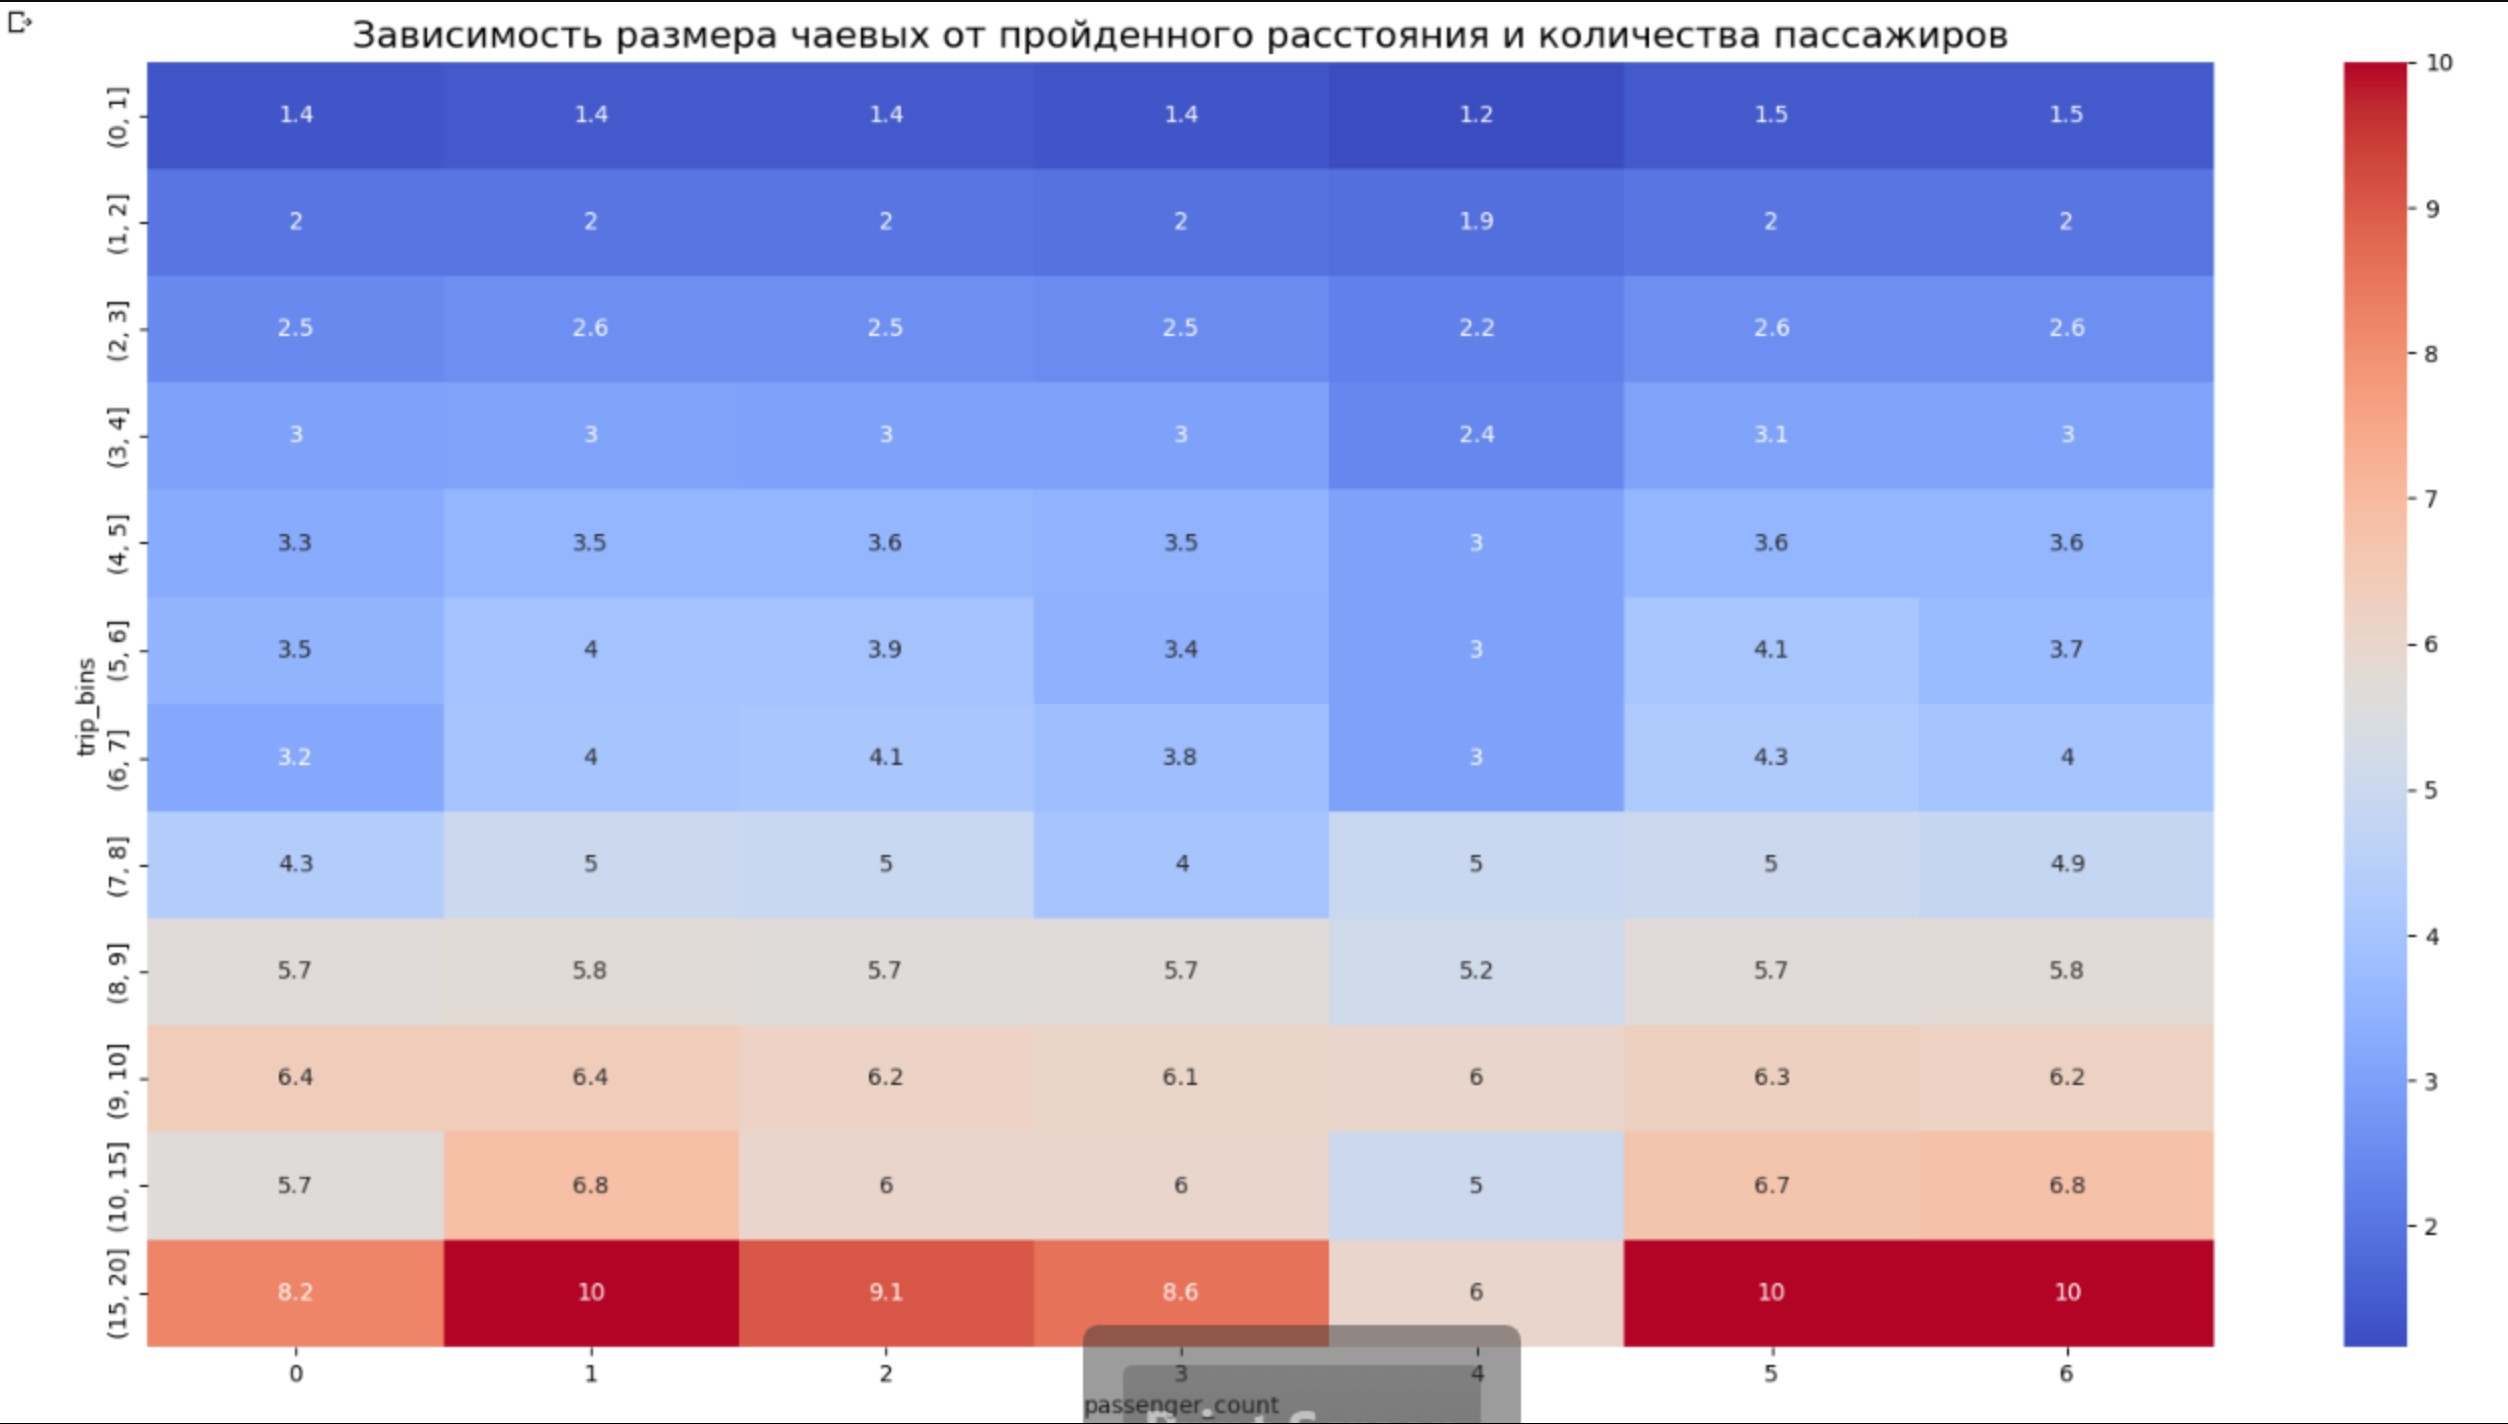 Зависимость размера чаевых от пройденного расстояния и количества пассажиров
10
(0, 1] 1.4 1.4 1.4 1.4 1.2 1.5 1.5
(1, 2] 2 2 2 2 1.9 2 2
9
(2, 3] 2.5 2.6 2.5 2.5 2.2 2.6 2.6
8
(3, 4] 3 3 3 3 2.4 3.1 3
7
(4, 5] 3.3 3.5 3.6 3.5 3 3.6 3.6
(5, 6] 3.5 4 3.9 3.4 3 4.1 3.7
6
trip_bins
(6, 7] 3.2 4 4.1 3.8 3 4.3 4
5
(7, 8] 4.3 5 5 4 5 5 4.9
4
(8, 9] 5.7 5.8 5.7 5.7 5.2 5.7 5.8
(9, 10] 6.4 6.4 6.2 6.1 6 6.3 6.2
3
(10, 15] 5.7 6.8 6 6 5 6.7 6.8
2
(15, 20] 8.2 10 9.1 8.6 6 10 10
0 1 2 3 4 5 6
passenger_count